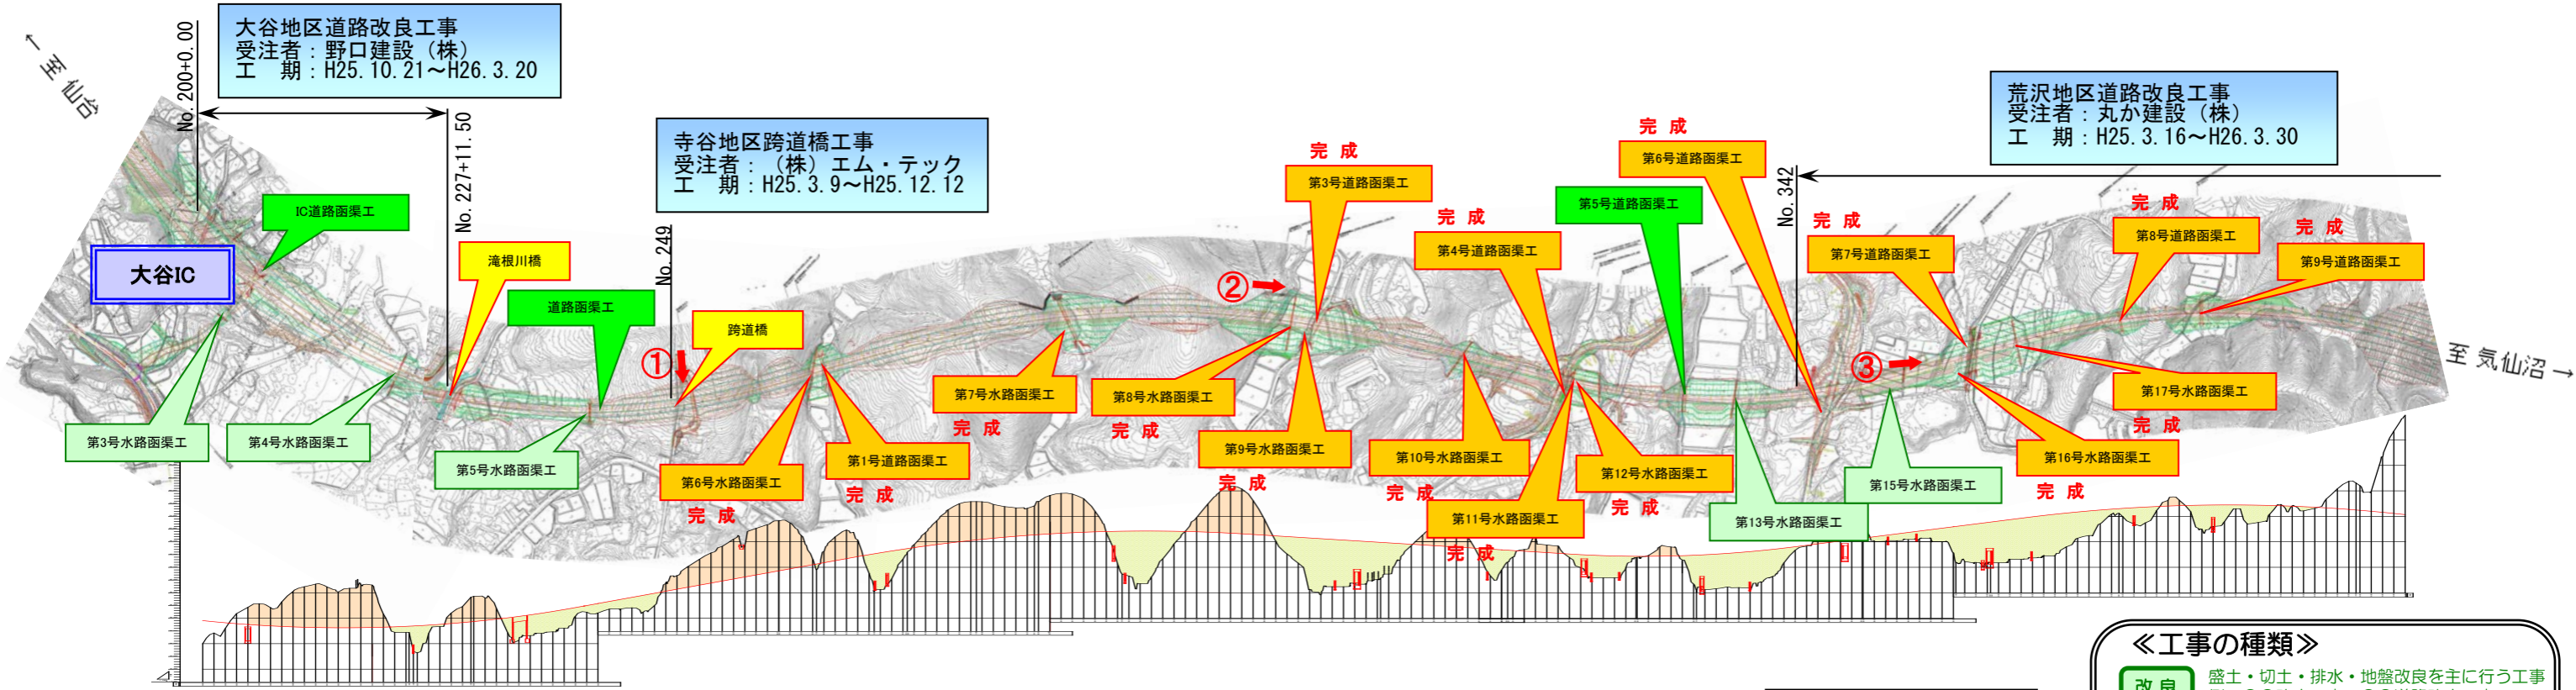 大谷地区道路改良工事
受注者：野口建設（株）
工　期：H25.10.21～H26.3.20
寺谷地区跨道橋工事
受注者：（株）エム・テック
工　期：H25.3.9～H25.12.12
荒沢地区道路改良工事
受注者：丸か建設（株）
工　期：H25.3.16～H26.3.30
← 至 仙台
No.200+0.00
No.227+11.50
No.249
No.342
至 気仙沼 →
大谷IC
IC道路函渠工
滝根川橋
道路函渠工
跨道橋
①
②
③
完 成
第3号道路函渠工
完 成
第4号道路函渠工
第5号道路函渠工
完 成
第6号道路函渠工
完 成
第7号道路函渠工
完 成
第8号道路函渠工
完 成
第9号道路函渠工
第3号水路函渠工
第4号水路函渠工
第5号水路函渠工
第6号水路函渠工
完 成
第1号道路函渠工
完 成
第7号水路函渠工
完 成
第8号水路函渠工
完 成
第9号水路函渠工
完 成
第10号水路函渠工
完 成
第11号水路函渠工
完 成
第12号水路函渠工
完 成
第13号水路函渠工
第15号水路函渠工
第16号水路函渠工
完 成
第17号水路函渠工
完 成
≪工事の種類≫
改 良
盛土・切土・排水・地盤改良を主に行う工事